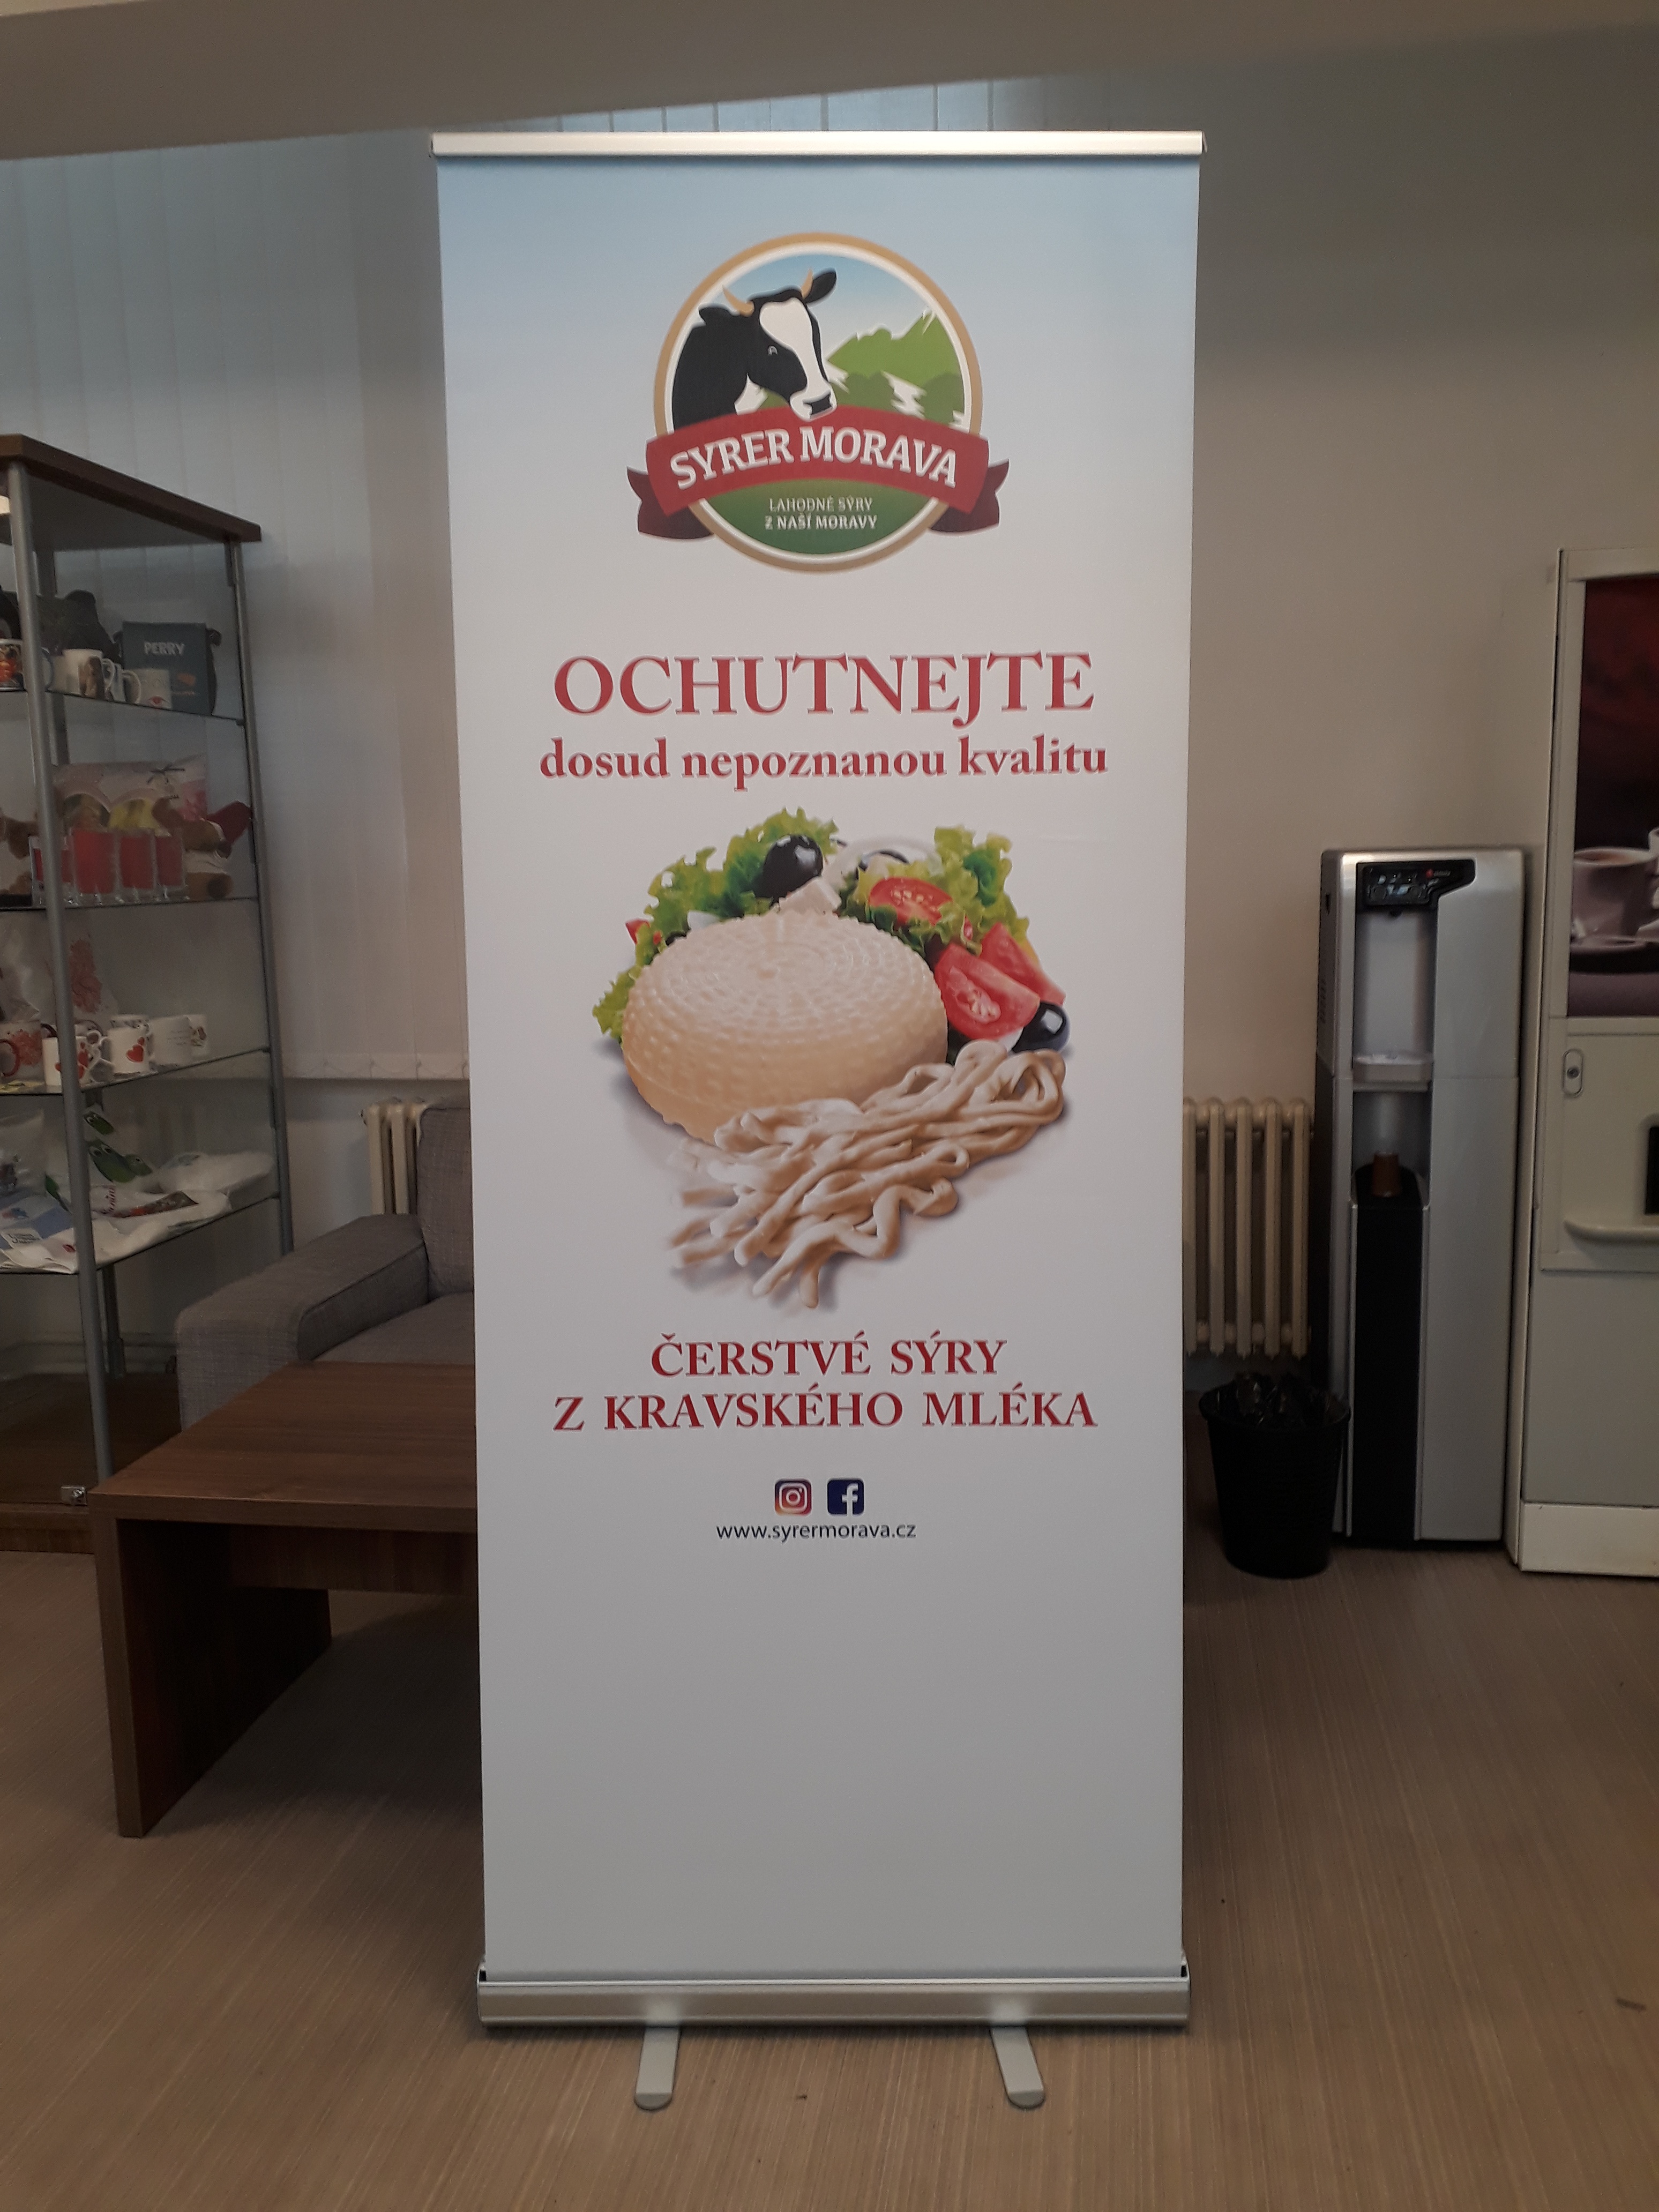 SYRER MORAVA
LAHODNÉ SÝRY
Z NAŠÍ MORAVY
OCHUTNEJTE
dosud nepoznanou kvalitu
ČERSTVÉ SÝRY
Z KRAVSKÉHO MLÉKA
www.syrermorava.cz
PERRY